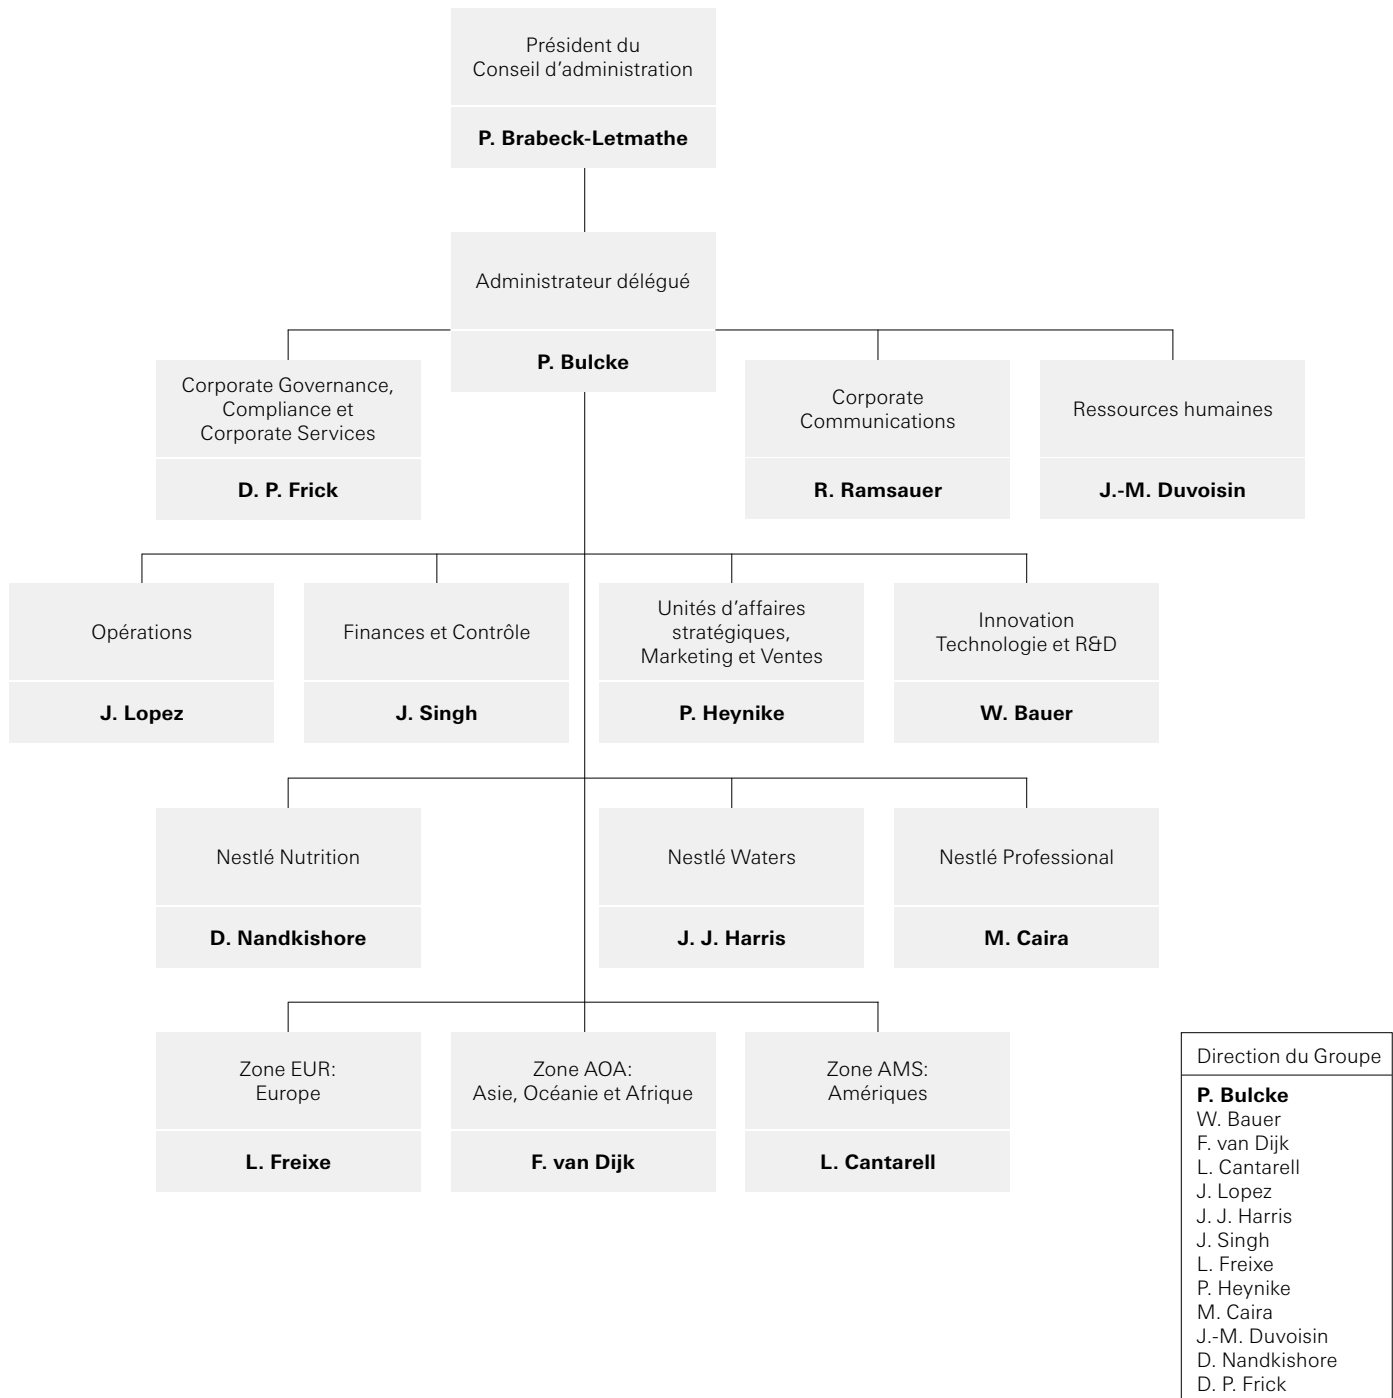 Président du
Conseil d'administration
P. Brabeck-Letmathe
Administrateur délégué
P. Bulcke
Corporate Governance,
Compliance et
Corporate Services
D. P. Frick
Corporate
Communications
R. Ramsauer
Ressources humaines
J.-M. Duvoisin
Opérations
J. Lopez
Finances et Contrôle
J. Singh
Unités d'affaires
stratégiques,
Marketing et Ventes
P. Heynike
Innovation
Technologie et R&D
W. Bauer
Nestlé Nutrition
D. Nandkishore
Nestlé Waters
J. J. Harris
Nestlé Professional
M. Caira
Zone EUR:
Europe
L. Freixe
Zone AOA:
Asie, Océanie et Afrique
F. van Dijk
Zone AMS:
Amériques
L. Cantarell
Direction du Groupe
P. Bulcke
W. Bauer
F. van Dijk
L. Cantarell
J. Lopez
J. J. Harris
J. Singh
L. Freixe
P. Heynike
M. Caira
J.-M. Duvoisin
D. Nandkishore
D. P. Frick